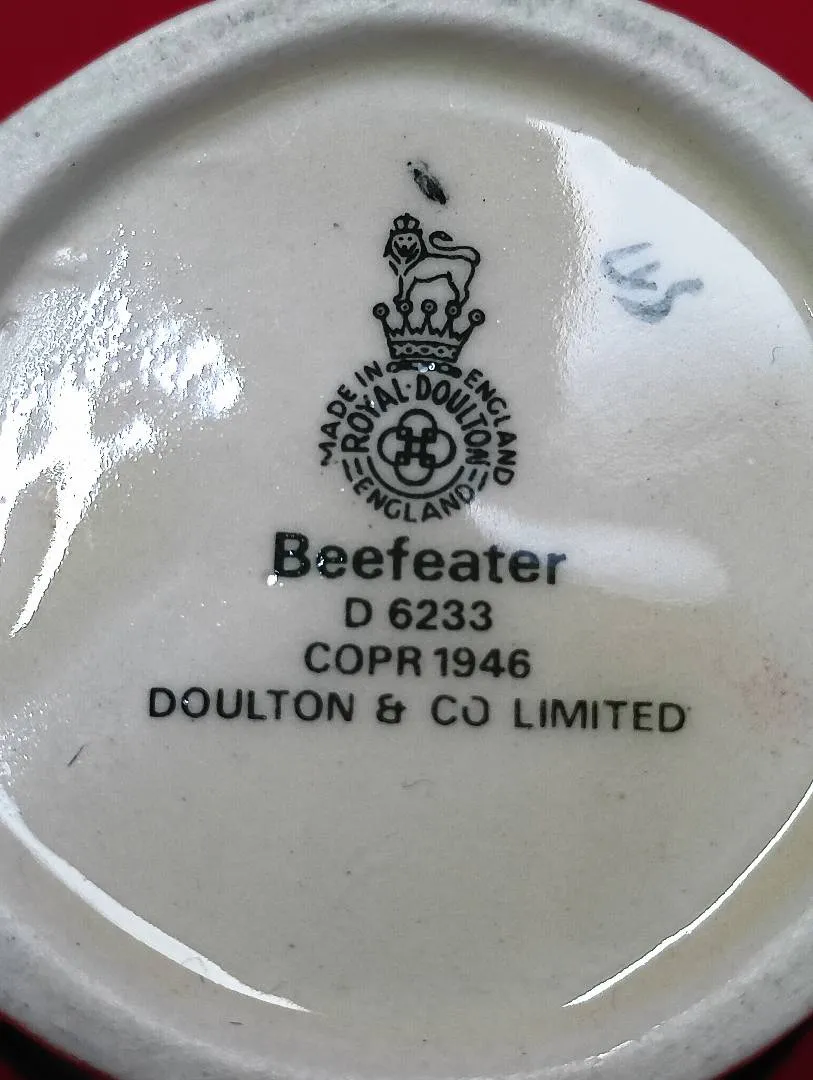 MADE IN ENGLAND
ROYAL·DOULTON
ENGLAND
Beefeater
D 6233
COPR 1946
DOULTON & CO LIMITED